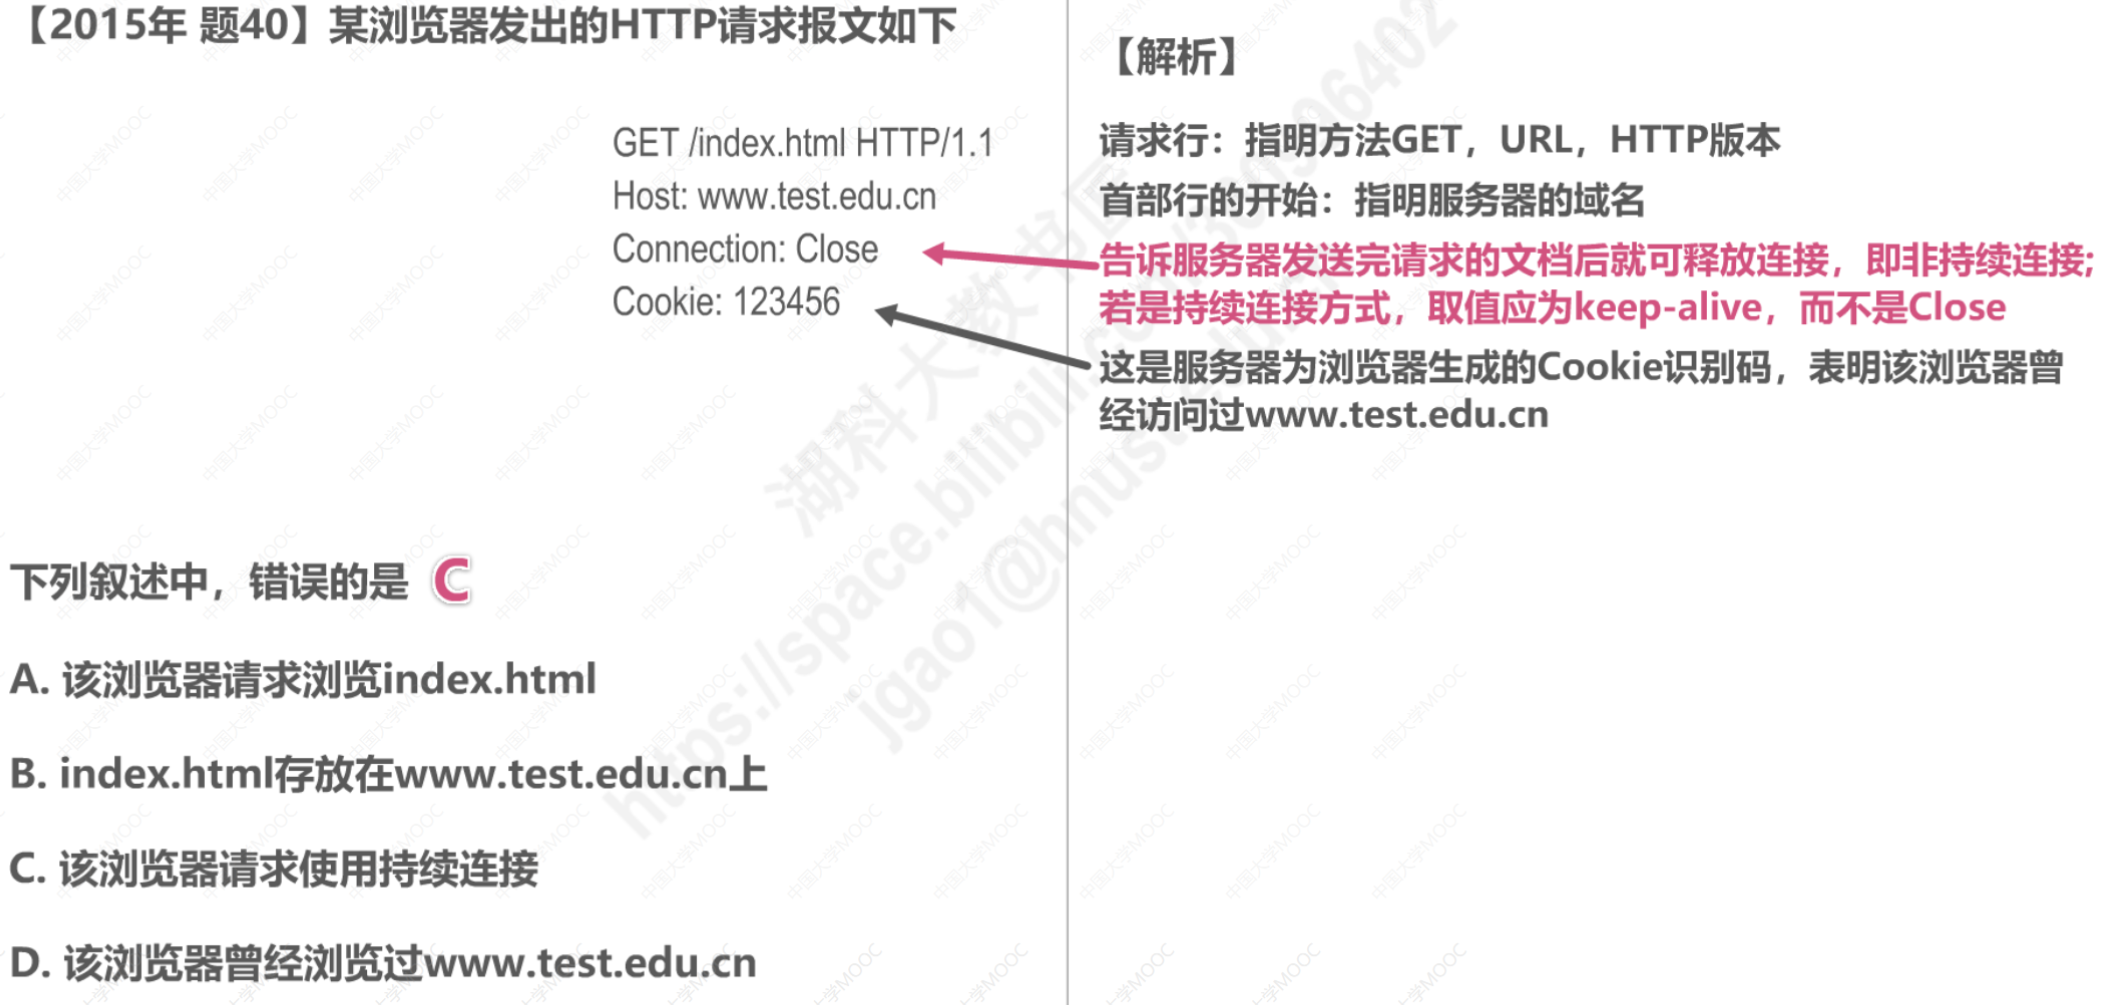 【2015年 题40】某浏览器发出的HTTP请求报文如下
GET /index.html HTTP/1.1
Host: www.test.edu.cn
Connection: Close
Cookie: 123456
下列叙述中，错误的是 C
A. 该浏览器请求浏览index.html
B. index.html存放在www.test.edu.cn上
C. 该浏览器请求使用持续连接
D. 该浏览器曾经浏览过www.test.edu.cn
【解析】
请求行：指明方法GET，URL，HTTP版本
首部行的开始：指明服务器的域名
告诉服务器发送完请求的文档后就可释放连接，即非持续连接;
若是持续连接方式，取值应为keep-alive，而不是Close
这是服务器为浏览器生成的Cookie识别码，表明该浏览器曾
经访问过www.test.edu.cn
湖科大教书匠
中国大学MOOC